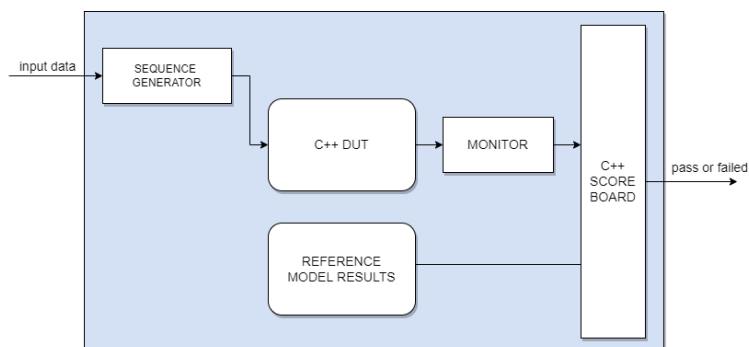 input data
SEQUENCE
GENERATOR
C++ DUT
MONITOR
C++
SCORE
BOARD
pass or failed
REFERENCE
MODEL RESULTS